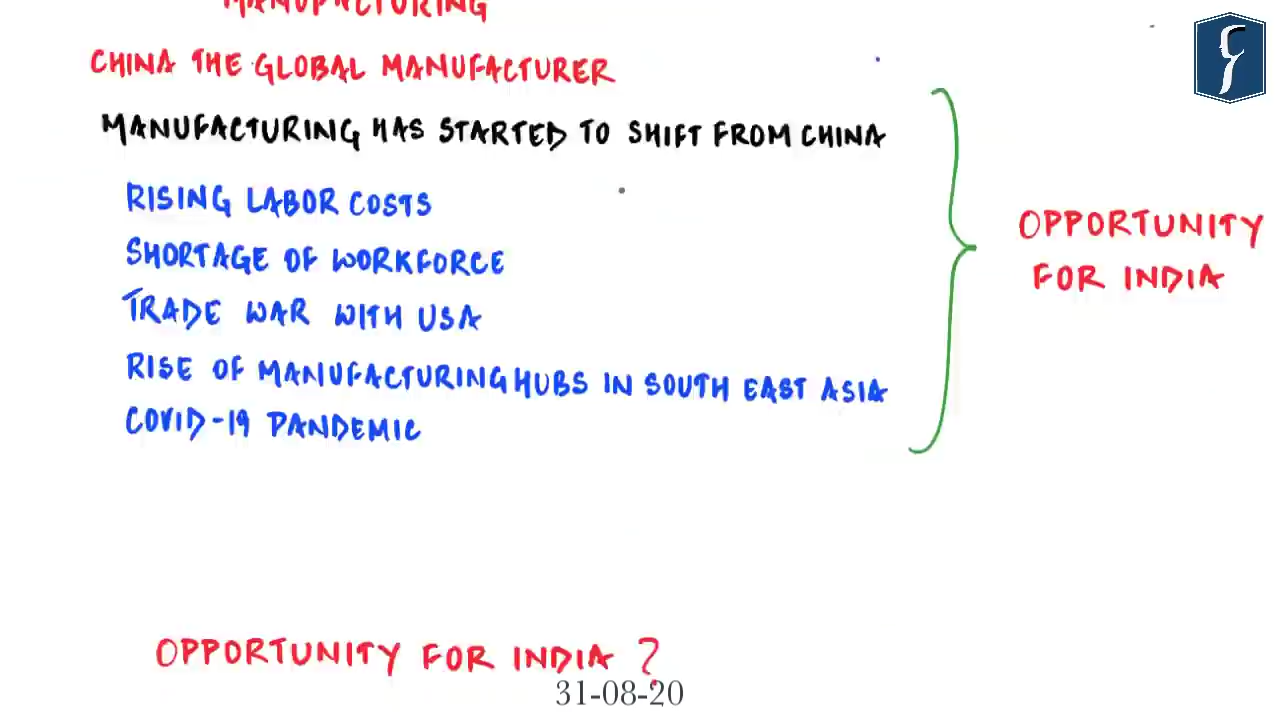 MANUFACTURING
CHINA THE GLOBAL MANUFACTURER
MANUFACTURING HAS STARTED TO SHIFT FROM CHINA
RISING LABOR COSTS
SHORTAGE OF WORKFORCE
TRADE WAR WITH USA
RISE OF MANUFACTURING HUBS IN SOUTH EAST ASIA
COVID-19 PANDEMIC
OPPORTUNITY
FOR INDIA
OPPORTUNITY FOR INDIA ?
31-08-20